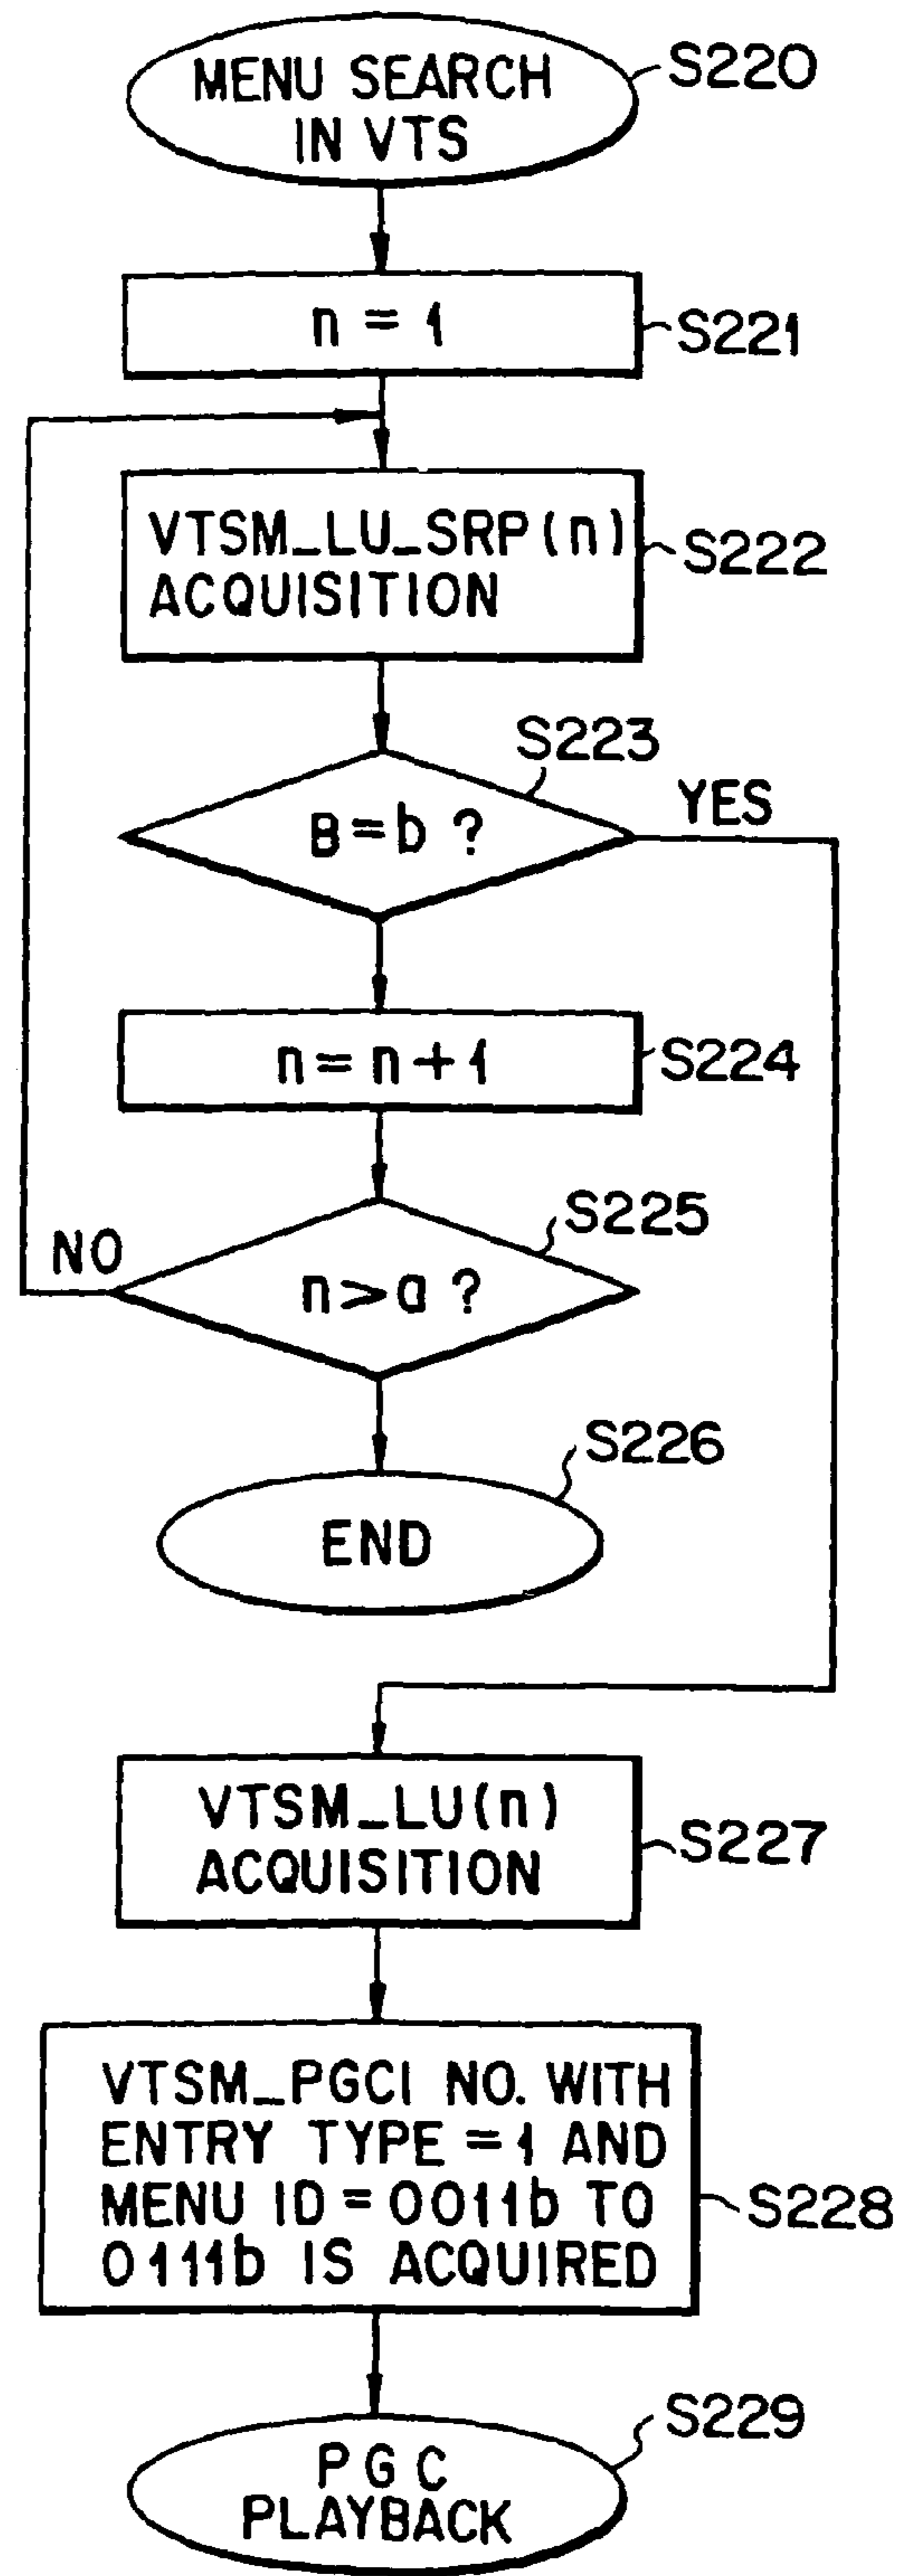 MENU SEARCH
IN VTS
S220
n = 1
S221
VTSM_LU_SRP(n)
ACQUISITION
S222
S223
B=b ?
YES
n=n+1
S224
S225
NO
n>a ?
S226
END
VTSM_LU(n)
ACQUISITION
S227
VTSM_PGCI NO. WITH
ENTRY TYPE =1 AND
MENU ID=0011b TO
0111b IS ACQUIRED
S228
S229
PGC
PLAYBACK